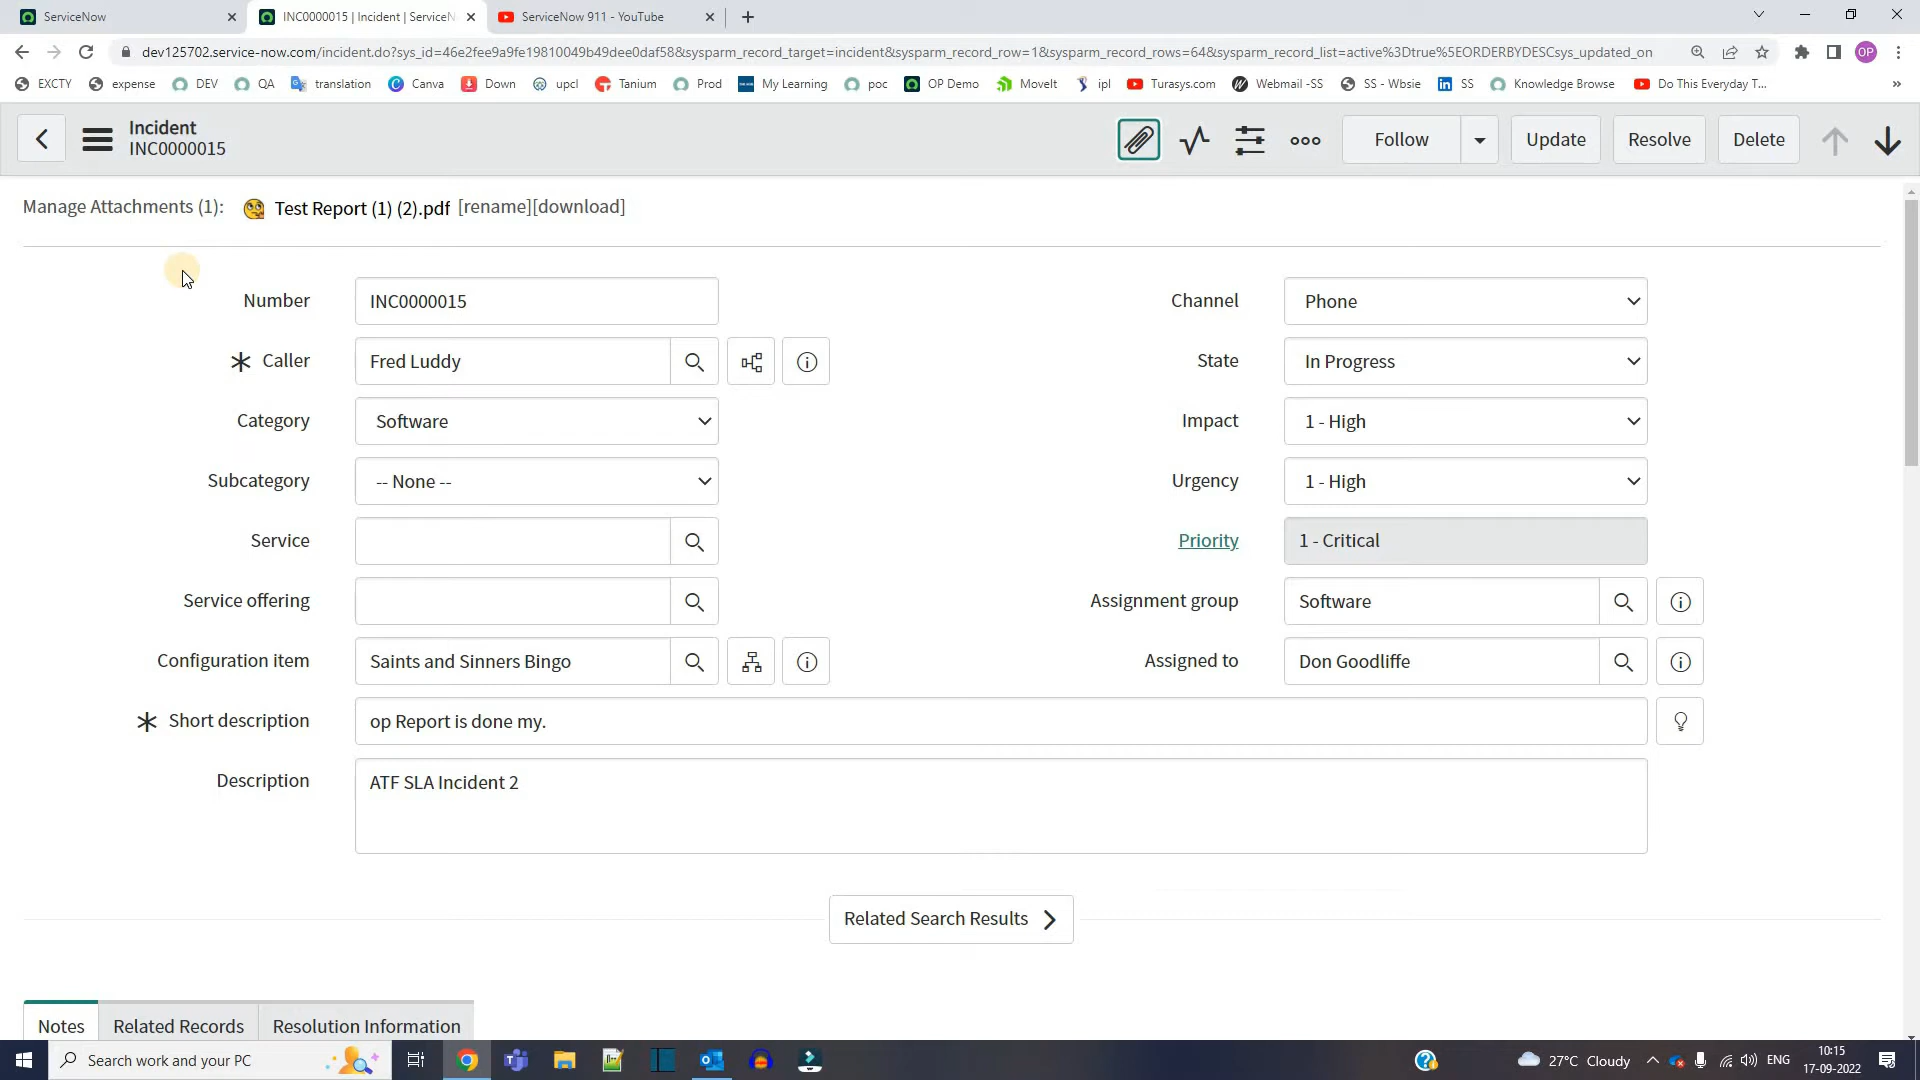 ServiceNow
INC0000015 | Incident | ServiceN
ServiceNow 911 - YouTube
dev125702.service-now.com/incident.do?sys_id=46e2fee9a9fe19810049b49dee0daf58&sysparm_record_target=incident&sysparm_record_row=1&sysparm_record_rows=64&sysparm_record_list=active%3Dtrue%5EORDERBYDESCsys_updated_on
OP
EXCTY expense DEV QA translation Canva Down upcl Tanium Prod My Learning poc OP Demo MoveIt ipl Turasys.com Webmail -SS SS - Wbsie SS Knowledge Browse Do This Everyday T... »
Incident
INC0000015
Follow Update Resolve Delete
Manage Attachments (1): Test Report (1) (2).pdf [rename][download]
Number INC0000015 Channel Phone
Caller Fred Luddy State In Progress
Category Software Impact 1 - High
Subcategory -- None -- Urgency 1 - High
Service Priority 1 - Critical
Service offering Assignment group Software
Configuration item Saints and Sinners Bingo Assigned to Don Goodliffe
Short description op Report is done my.
Description ATF SLA Incident 2
Related Search Results
Notes Related Records Resolution Information
Search work and your PC
27°C Cloudy
ENG
10:15
17-09-2022